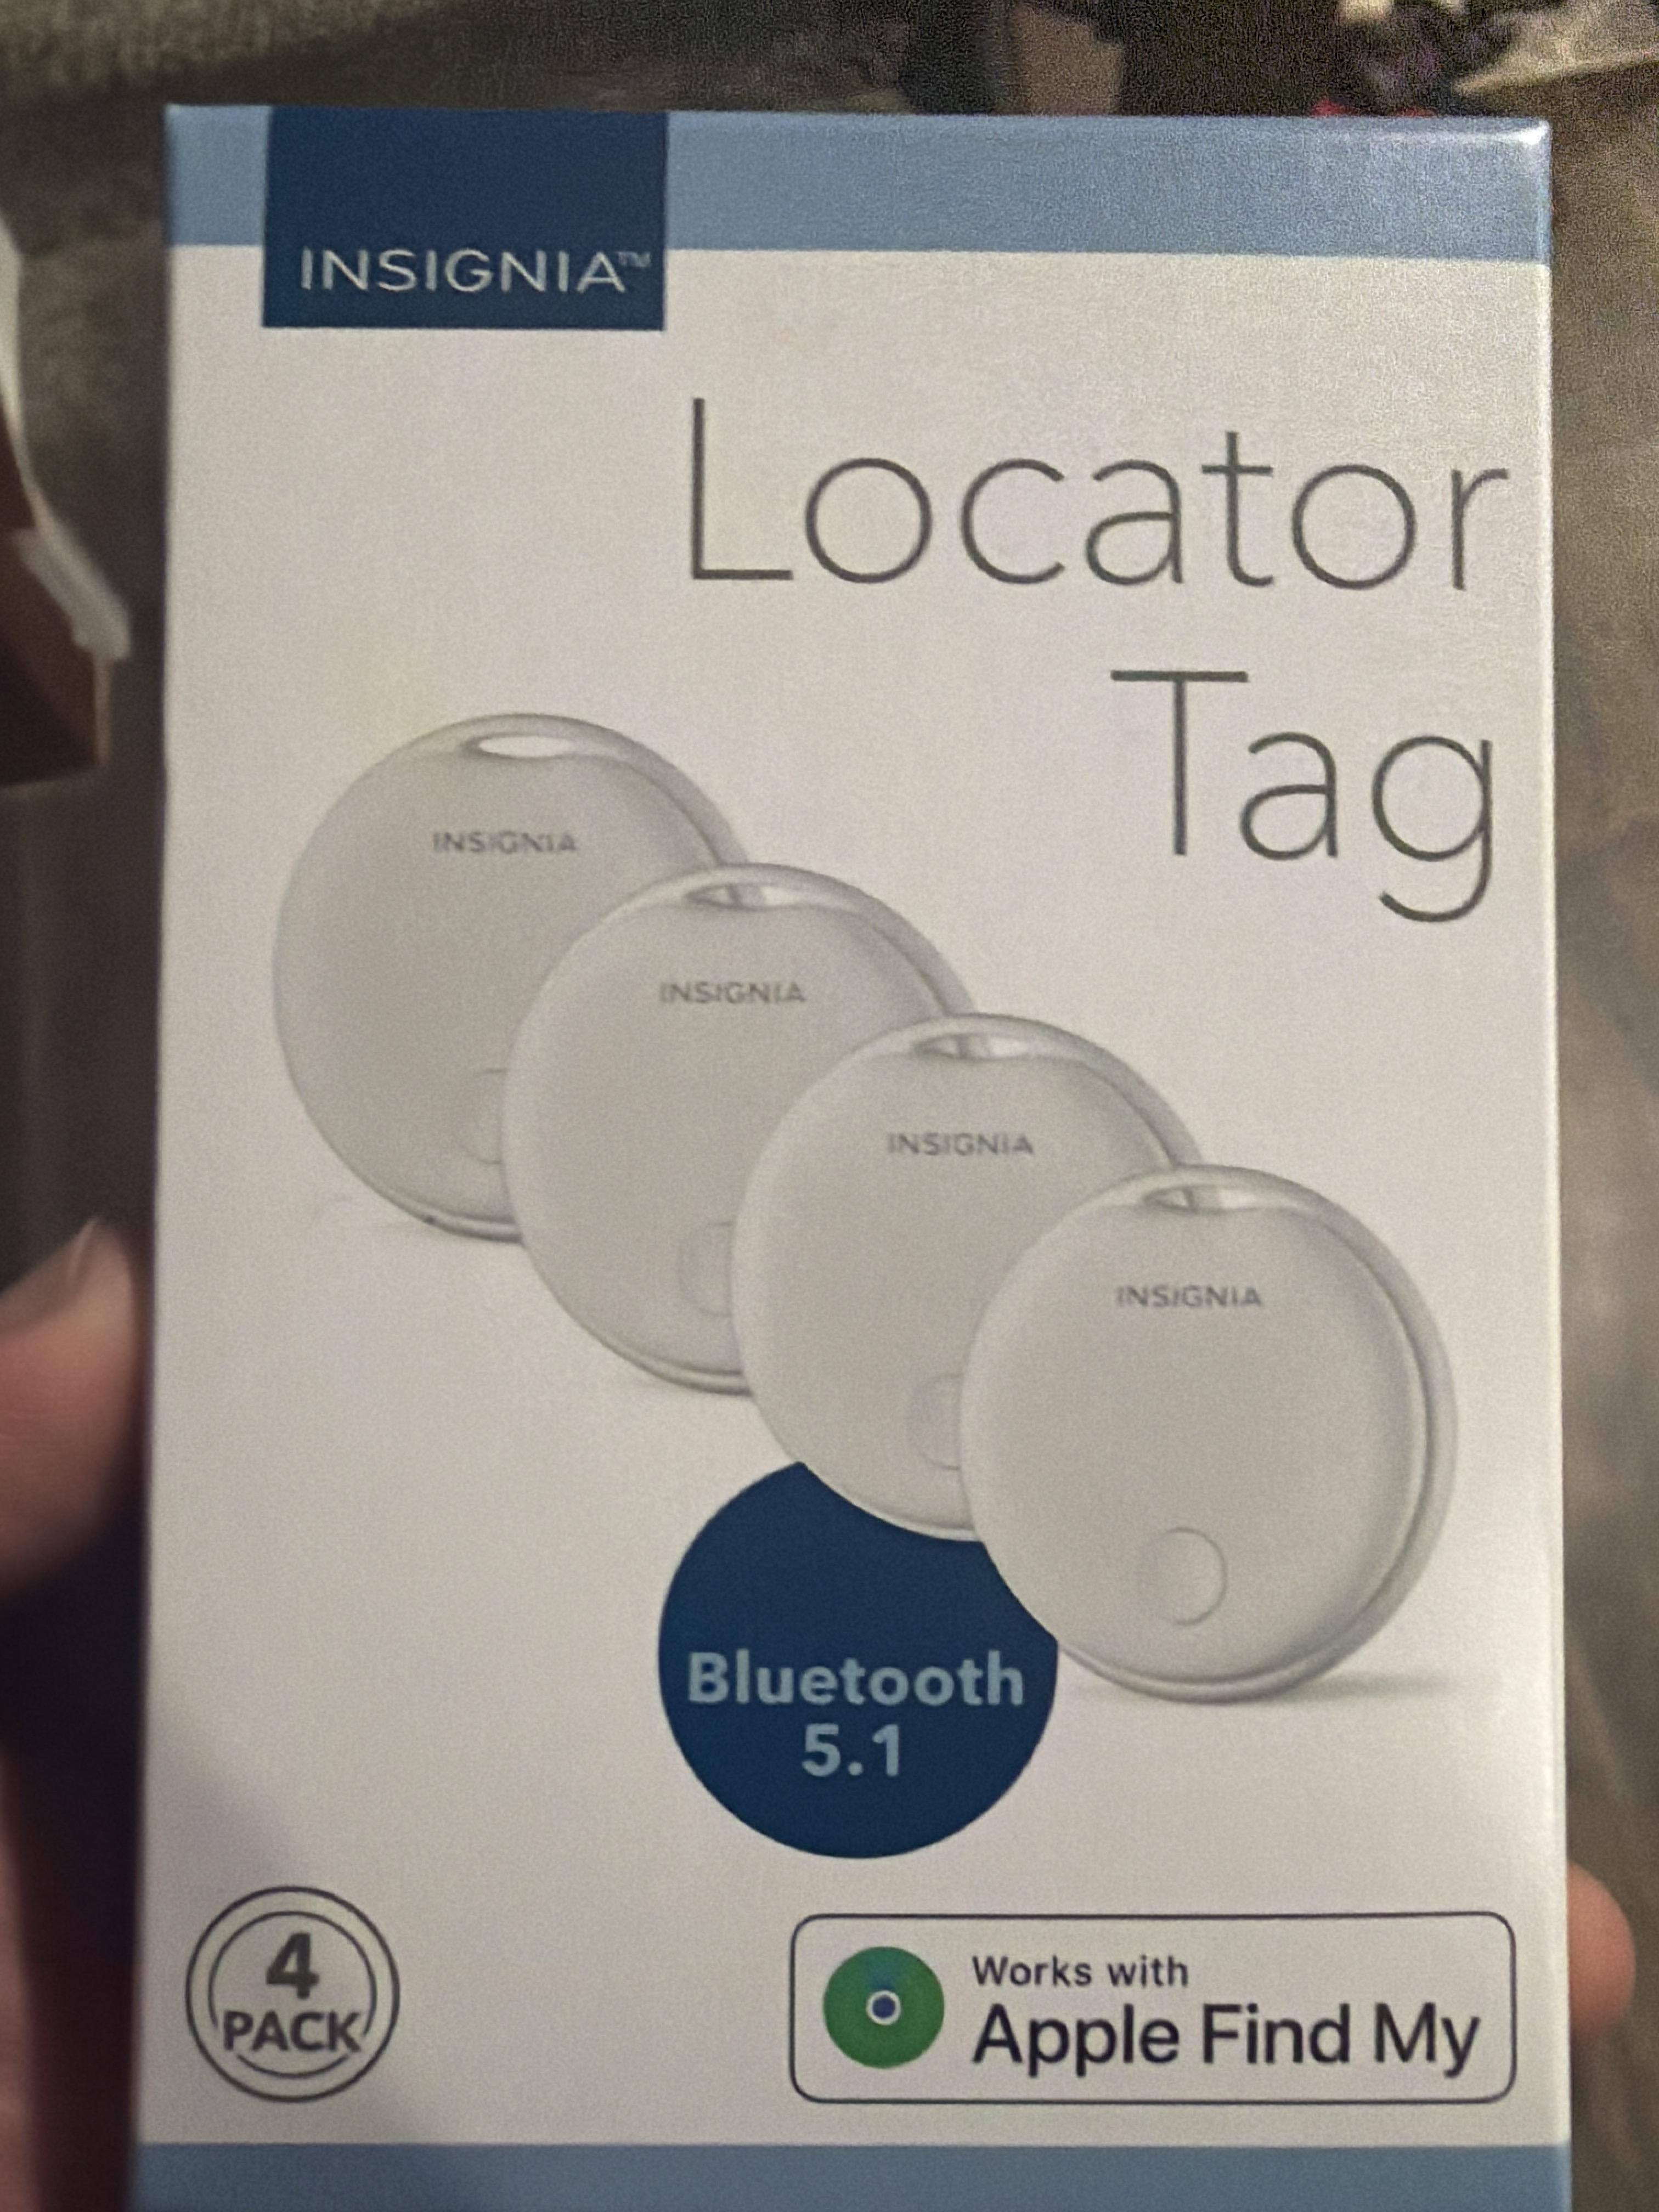 INSIGNIA™
Locator
Tag
INSIGNIA
INSIGNIA
INSIGNIA
INSIGNIA
Bluetooth
5.1
4
PACK
Works with
Apple Find My